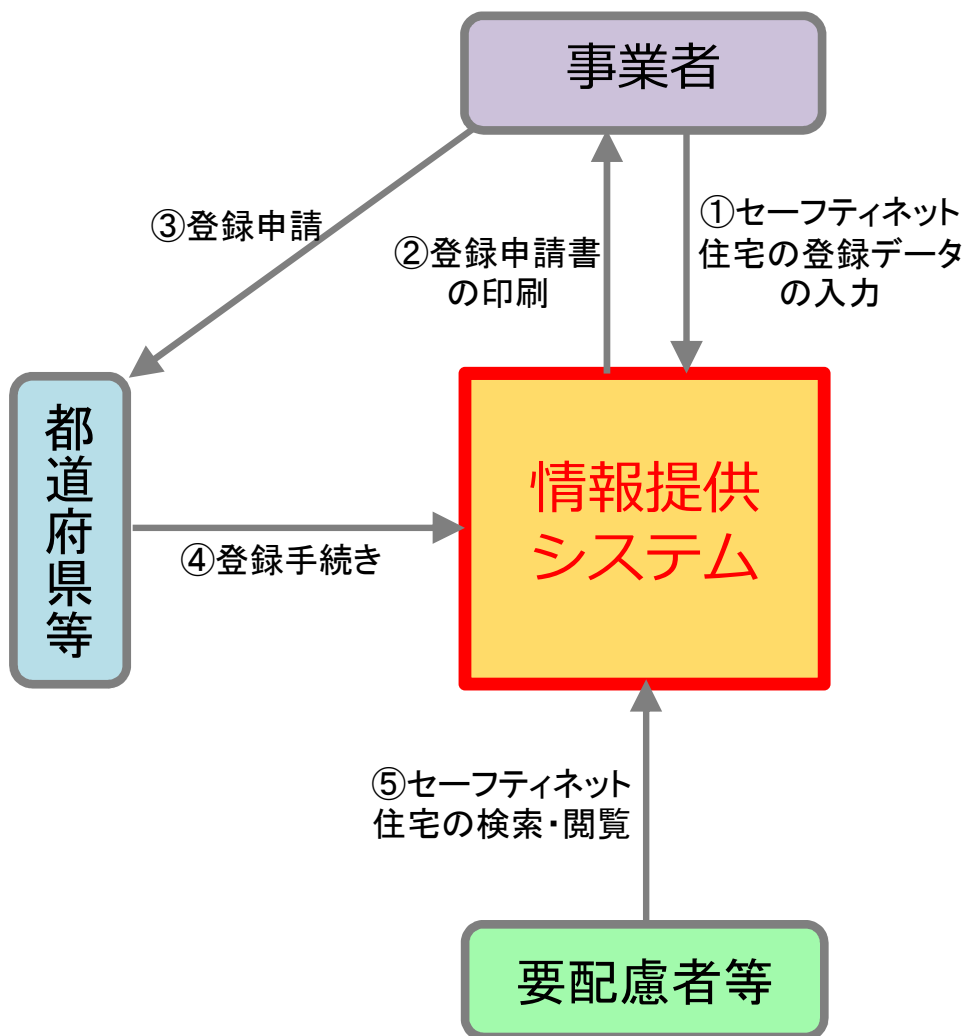 事業者
③登録申請
②登録申請書
の印刷
①セーフティネット
住宅の登録データ
の入力
都道府県等
情報提供
システム
④登録手続き
⑤セーフティネット
住宅の検索・閲覧
要配慮者等